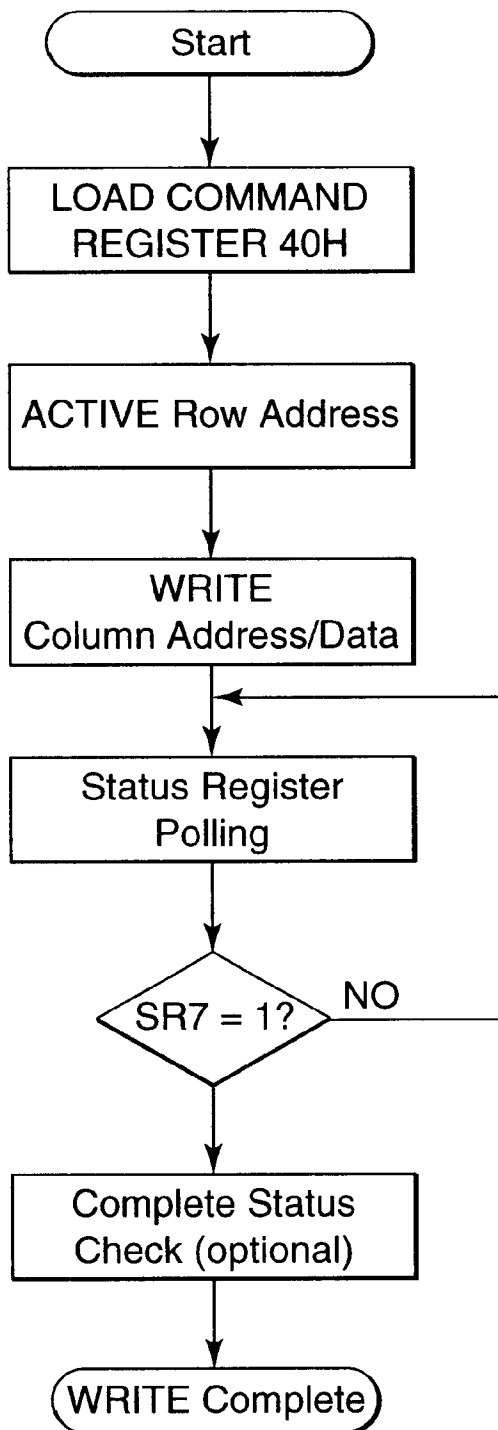 Start
LOAD COMMAND
REGISTER 40H
ACTIVE Row Address
WRITE
Column Address/Data
Status Register
Polling
SR7 = 1?
NO
Complete Status
Check (optional)
WRITE Complete